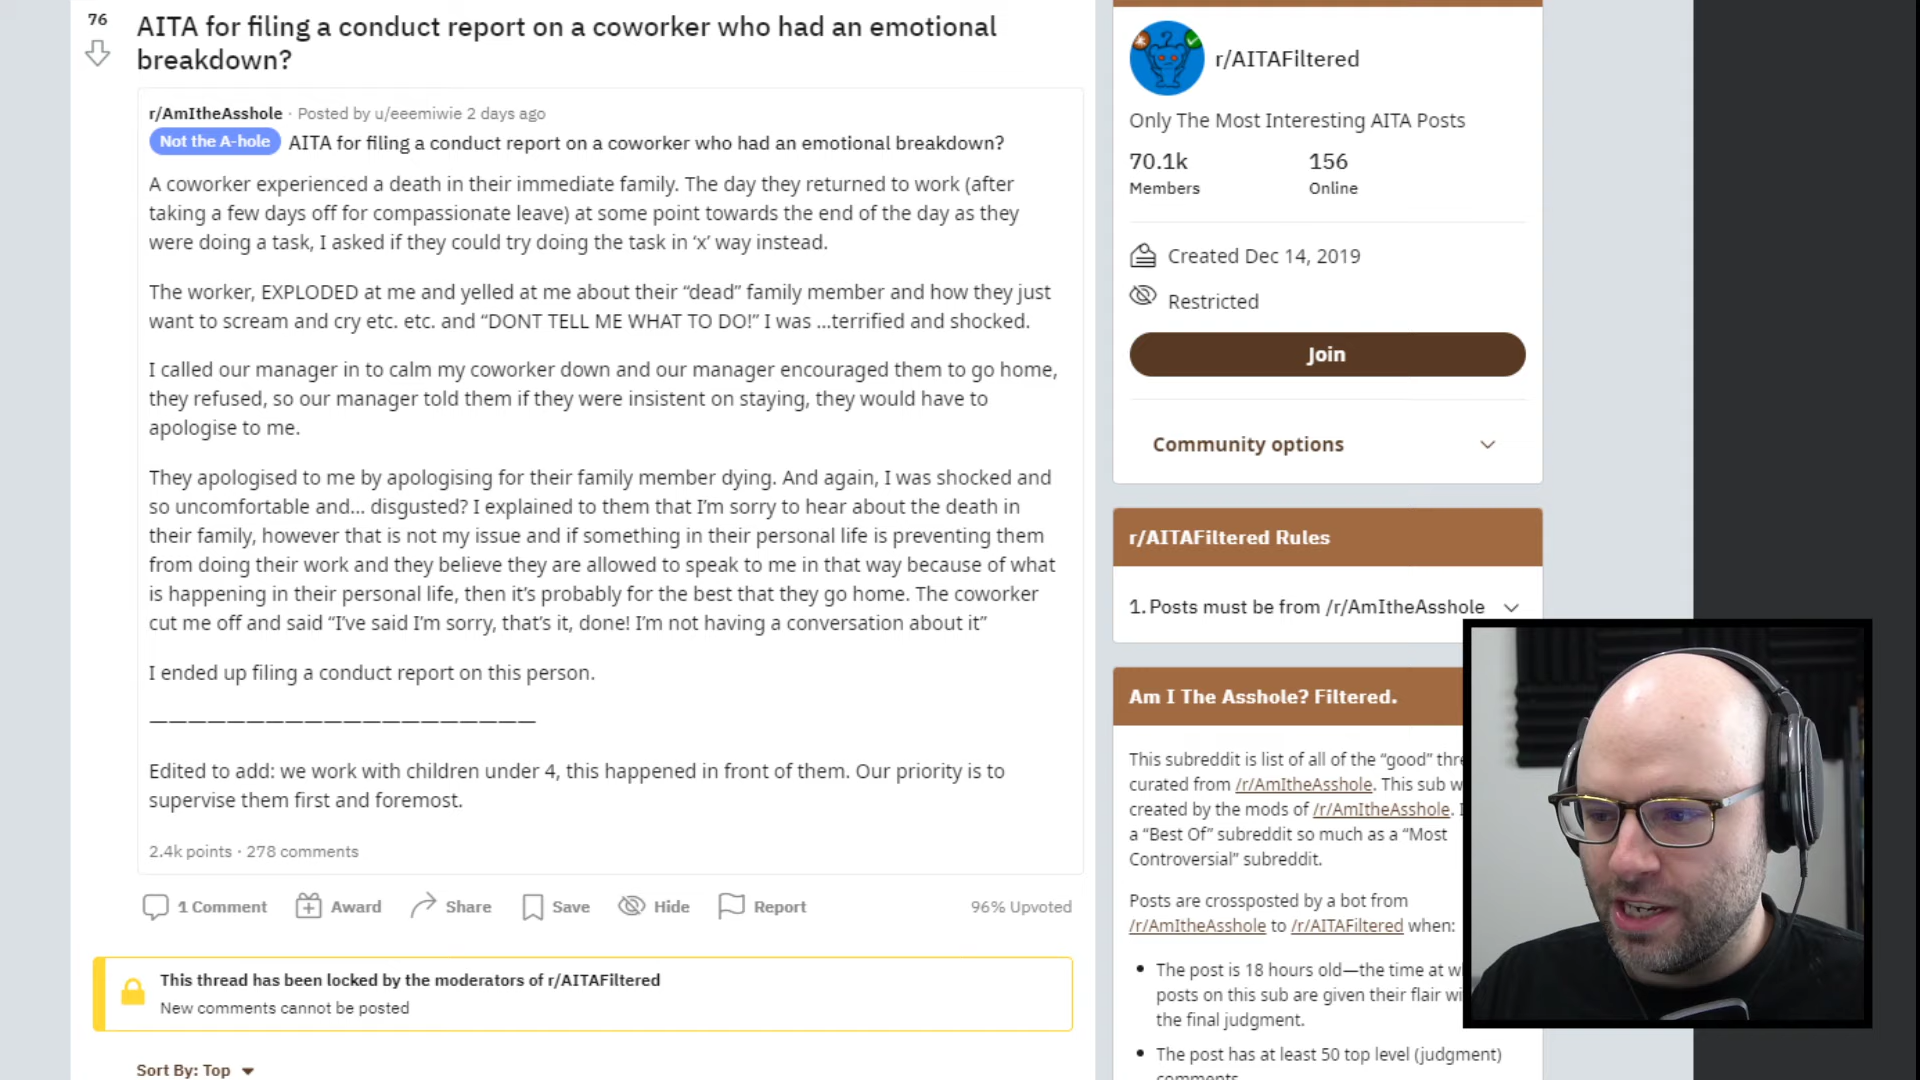 76
AITA for filing a conduct report on a coworker who had an emotional
breakdown?
r/AmItheAsshole · Posted by u/eeemiwie 2 days ago
Not the A-hole AITA for filing a conduct report on a coworker who had an emotional breakdown?
A coworker experienced a death in their immediate family. The day they returned to work (after
taking a few days off for compassionate leave) at some point towards the end of the day as they
were doing a task, I asked if they could try doing the task in ‘x’ way instead.
The worker, EXPLODED at me and yelled at me about their “dead” family member and how they just
want to scream and cry etc. etc. and “DONT TELL ME WHAT TO DO!” I was ...terrified and shocked.
I called our manager in to calm my coworker down and our manager encouraged them to go home,
they refused, so our manager told them if they were insistent on staying, they would have to
apologise to me.
They apologised to me by apologising for their family member dying. And again, I was shocked and
so uncomfortable and... disgusted? I explained to them that I’m sorry to hear about the death in
their family, however that is not my issue and if something in their personal life is preventing them
from doing their work and they believe they are allowed to speak to me in that way because of what
is happening in their personal life, then it’s probably for the best that they go home. The coworker
cut me off and said “I’ve said I’m sorry, that’s it, done! I’m not having a conversation about it”
I ended up filing a conduct report on this person.
————————————————————
Edited to add: we work with children under 4, this happened in front of them. Our priority is to
supervise them first and foremost.
2.4k points · 278 comments
1 Comment Award Share Save Hide Report 96% Upvoted
This thread has been locked by the moderators of r/AITAFiltered
New comments cannot be posted
Sort By: Top
r/AITAFiltered
Only The Most Interesting AITA Posts
70.1k 156
Members Online
Created Dec 14, 2019
Restricted
Join
Community options
r/AITAFiltered Rules
1. Posts must be from /r/AmItheAsshole
Am I The Asshole? Filtered.
This subreddit is list of all of the “good”
curated from /r/AmItheAsshole. This sub
created by the mods of /r/AmItheAsshole.
a “Best Of” subreddit so much as a “Most
Controversial” subreddit.
Posts are crossposted by a bot from
/r/AmItheAsshole to /r/AITAFiltered when:
• The post is 18 hours old—the time at
posts on this sub are given their flair
the final judgment.
• The post has at least 50 top level (judgment)
comments